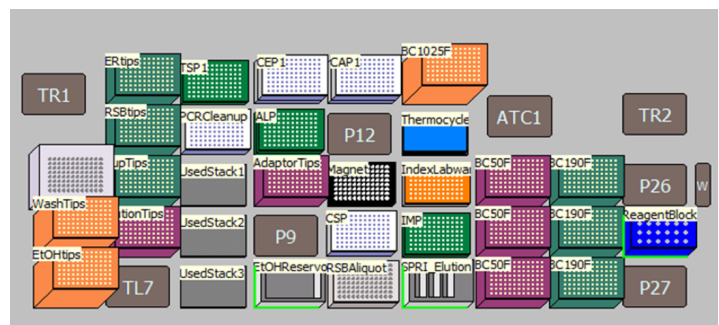 BC1025F
ERtips
TSP1
CEP1
CAP1
TR1
RSBtips
PCRCleanup
ALP
P12
Thermocycle
ATC1
TR2
upTips
UsedStack1
AdaptorTips
Magnet
IndexLabwar
BC50F
BC190F
P26
W
WashTips
tionTips
UsedStack2
P9
CSP
IMP
BC50F
BC190F
ReagentBlock
EtOHtips
TL7
UsedStack3
EtOHReservo
RSBAliquot
SPRI_Elution
BC50F
BC190F
P27